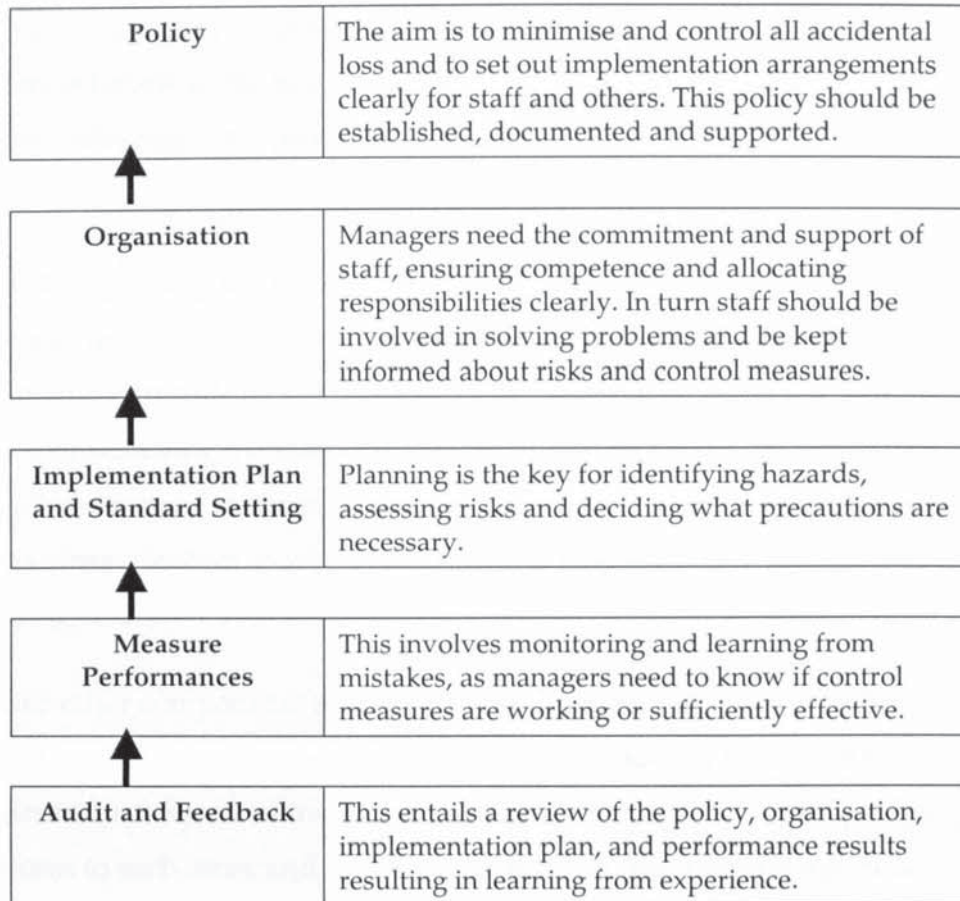 Policy
The aim is to minimise and control all accidental
loss and to set out implementation arrangements
clearly for staff and others. This policy should be
established, documented and supported.
Organisation
Managers need the commitment and support of
staff, ensuring competence and allocating
responsibilities clearly. In turn staff should be
involved in solving problems and be kept
informed about risks and control measures.
Implementation Plan
and Standard Setting
Planning is the key for identifying hazards,
assessing risks and deciding what precautions are
necessary.
Measure
Performances
This involves monitoring and learning from
mistakes, as managers need to know if control
measures are working or sufficiently effective.
Audit and Feedback
This entails a review of the policy, organisation,
implementation plan, and performance results
resulting in learning from experience.